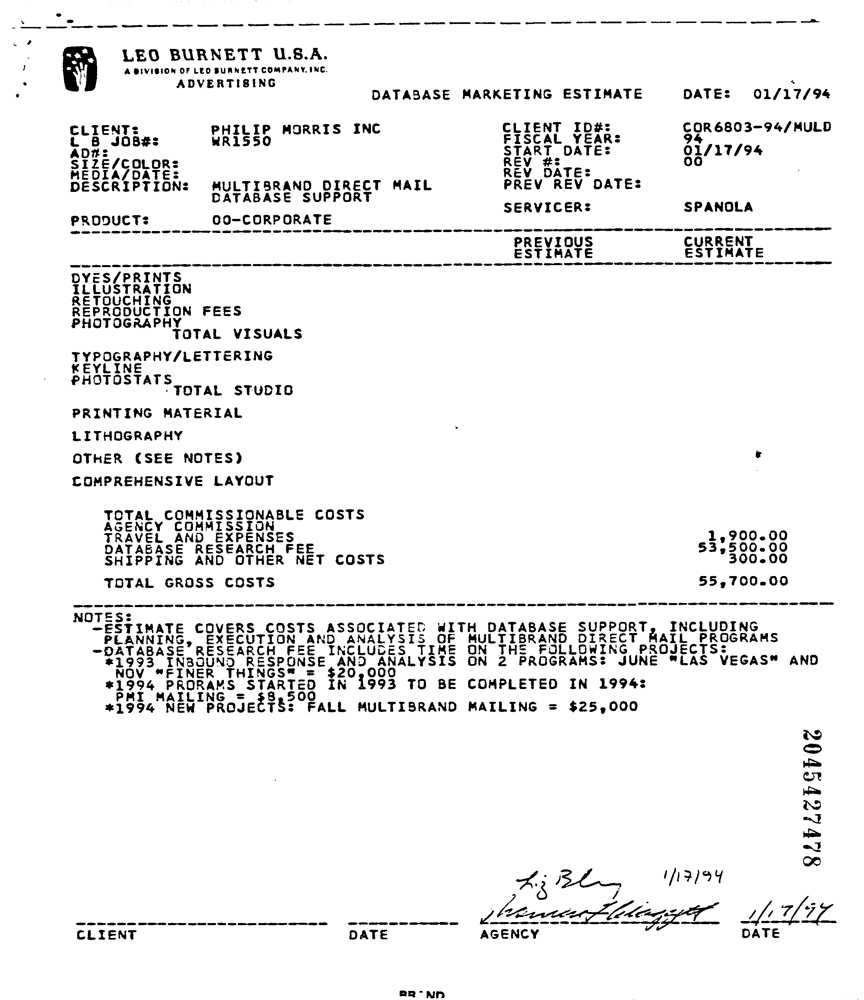 LEO BURNETT U.S.A.
A DIVISION OF LEO BURNETT COMPANY, INC.
ADVERTISING
DATABASE MARKETING ESTIMATE DATE: 01/17/94
CLIENT: PHILIP MORRIS INC CLIENT ID#: COR6803-94/MULD
L B JOB#: WR1550 FISCAL YEAR: 94
AD#: START DATE: 01/17/94
SIZE/COLOR: REV #: 00
MEDIA/DATE: REV DATE:
DESCRIPTION: MULTIBRAND DIRECT MAIL PREV REV DATE:
DATABASE SUPPORT
SERVICER: SPANOLA
PRODUCT: 00-CORPORATE
PREVIOUS CURRENT
ESTIMATE ESTIMATE
DYES/PRINTS
ILLUSTRATION
RETOUCHING
REPRODUCTION FEES
PHOTOGRAPHY
TOTAL VISUALS
TYPOGRAPHY/LETTERING
KEYLINE
PHOTOSTATS
TOTAL STUDIO
PRINTING MATERIAL
LITHOGRAPHY
OTHER (SEE NOTES)
COMPREHENSIVE LAYOUT
TOTAL COMMISSIONABLE COSTS
AGENCY COMMISSION
TRAVEL AND EXPENSES 1,900.00
DATABASE RESEARCH FEE 53,500.00
SHIPPING AND OTHER NET COSTS 300.00
TOTAL GROSS COSTS 55,700.00
NOTES:
-ESTIMATE COVERS COSTS ASSOCIATED WITH DATABASE SUPPORT, INCLUDING
PLANNING, EXECUTION AND ANALYSIS OF MULTIBRAND DIRECT MAIL PROGRAMS
-DATABASE RESEARCH FEE INCLUDES TIME ON THE FOLLOWING PROJECTS:
*1993 INBOUND RESPONSE AND ANALYSIS ON 2 PROGRAMS: JUNE "LAS VEGAS" AND
NOV "FINER THINGS" = $20,000
*1994 PRORAMS STARTED IN 1993 TO BE COMPLETED IN 1994:
PMI MAILING = $8,500
*1994 NEW PROJECTS: FALL MULTIBRAND MAILING = $25,000
2045427478
Liz 1/17/94
1/17/94
CLIENT DATE AGENCY DATE